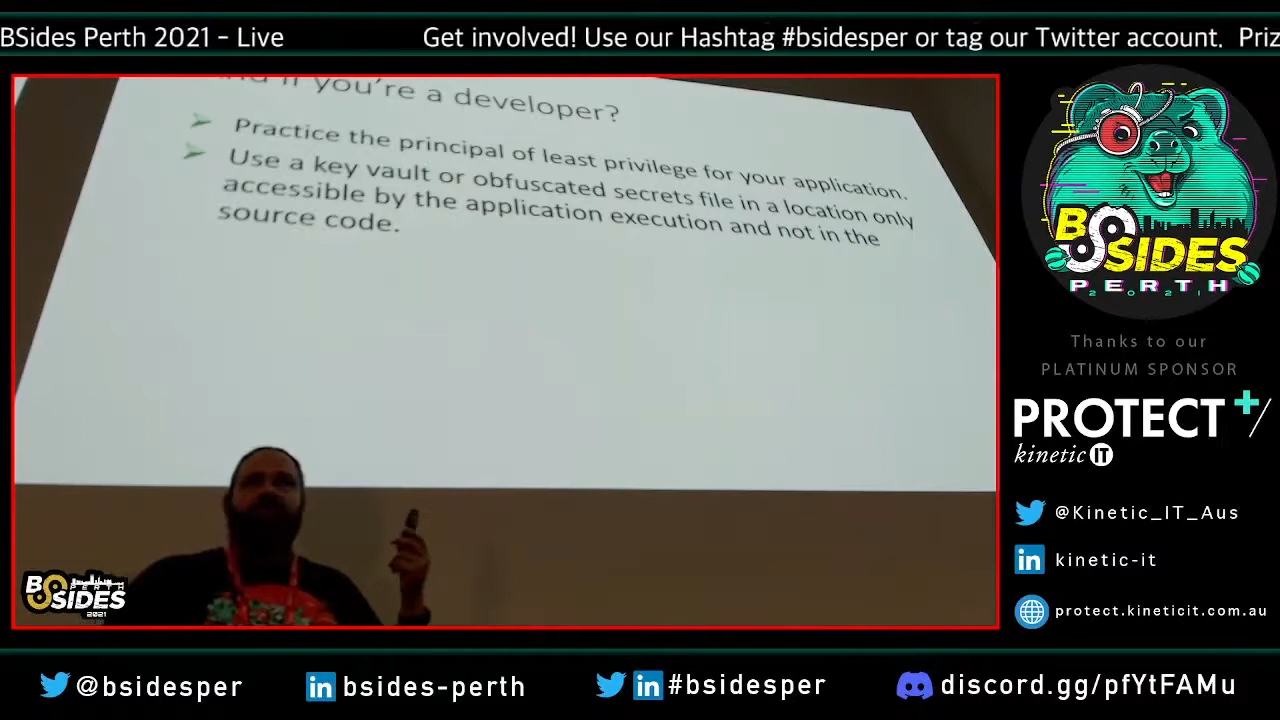 BSides Perth 2021 – Live
Get involved! Use our Hashtag #bsidesper or tag our Twitter account.
if you're a developer?
Practice the principal of least privilege for your application.
Use a key vault or obfuscated secrets file in a location only
accessible by the application execution and not in the
source code.
BSIDES
PERTH
2021
Thanks to our
PLATINUM SPONSOR
PROTECT+/
kinetic IT
@Kinetic_IT_Aus
kinetic-it
protect.kineticit.com.au
BSIDES
PERTH
2021
@bsidesper
bsides-perth
#bsidesper
discord.gg/pfYtFAMu